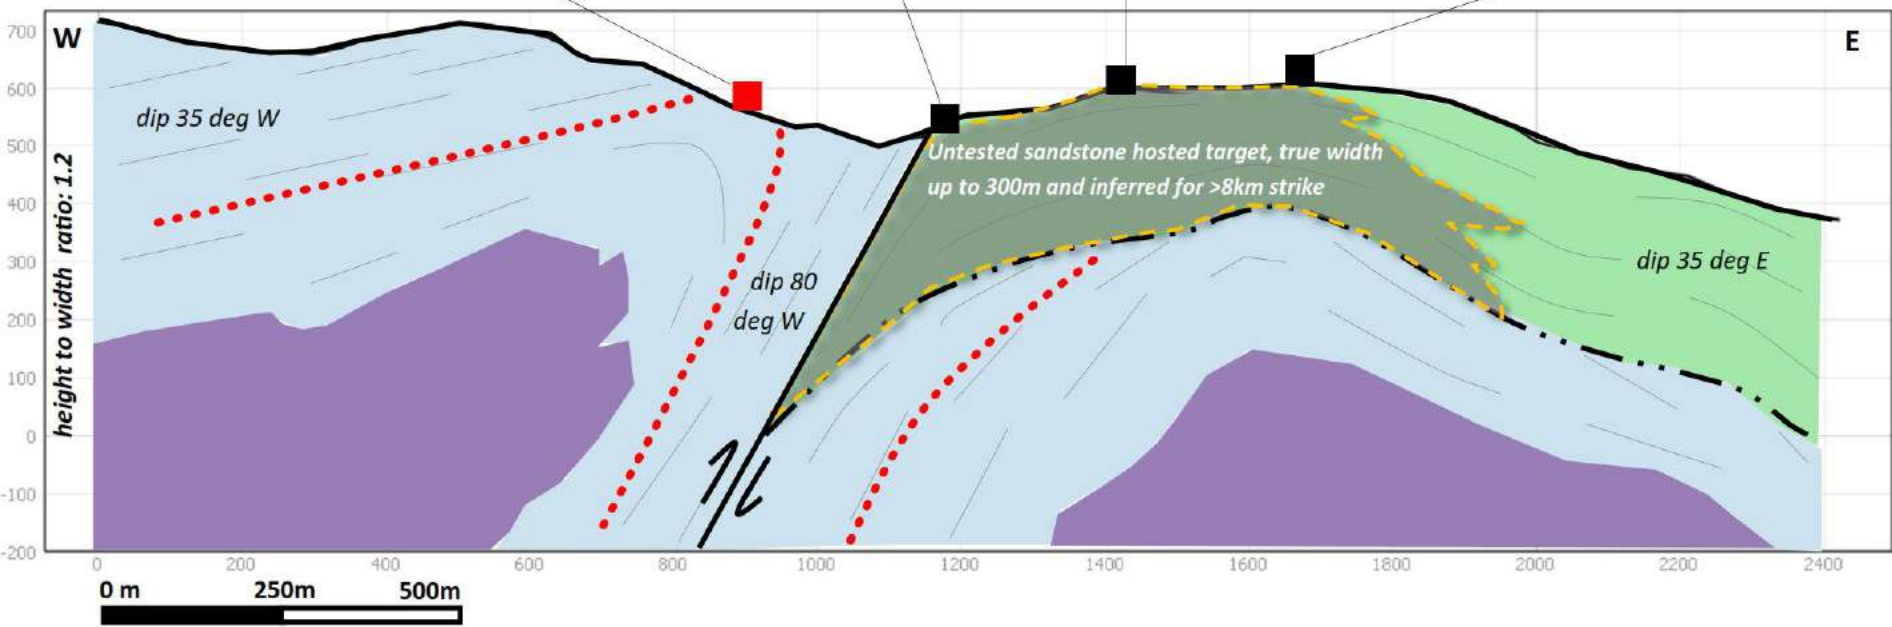 W
E
700
600
500
400
300
200
100
0
-100
-200
height to width ratio: 1.2
dip 35 deg W
Untested sandstone hosted target, true width
up to 300m and inferred for >8km strike
dip 80
deg W
dip 35 deg E
0 200 400 600 800 1000 1200 1400 1600 1800 2000 2200 2400
0 m 250m 500m